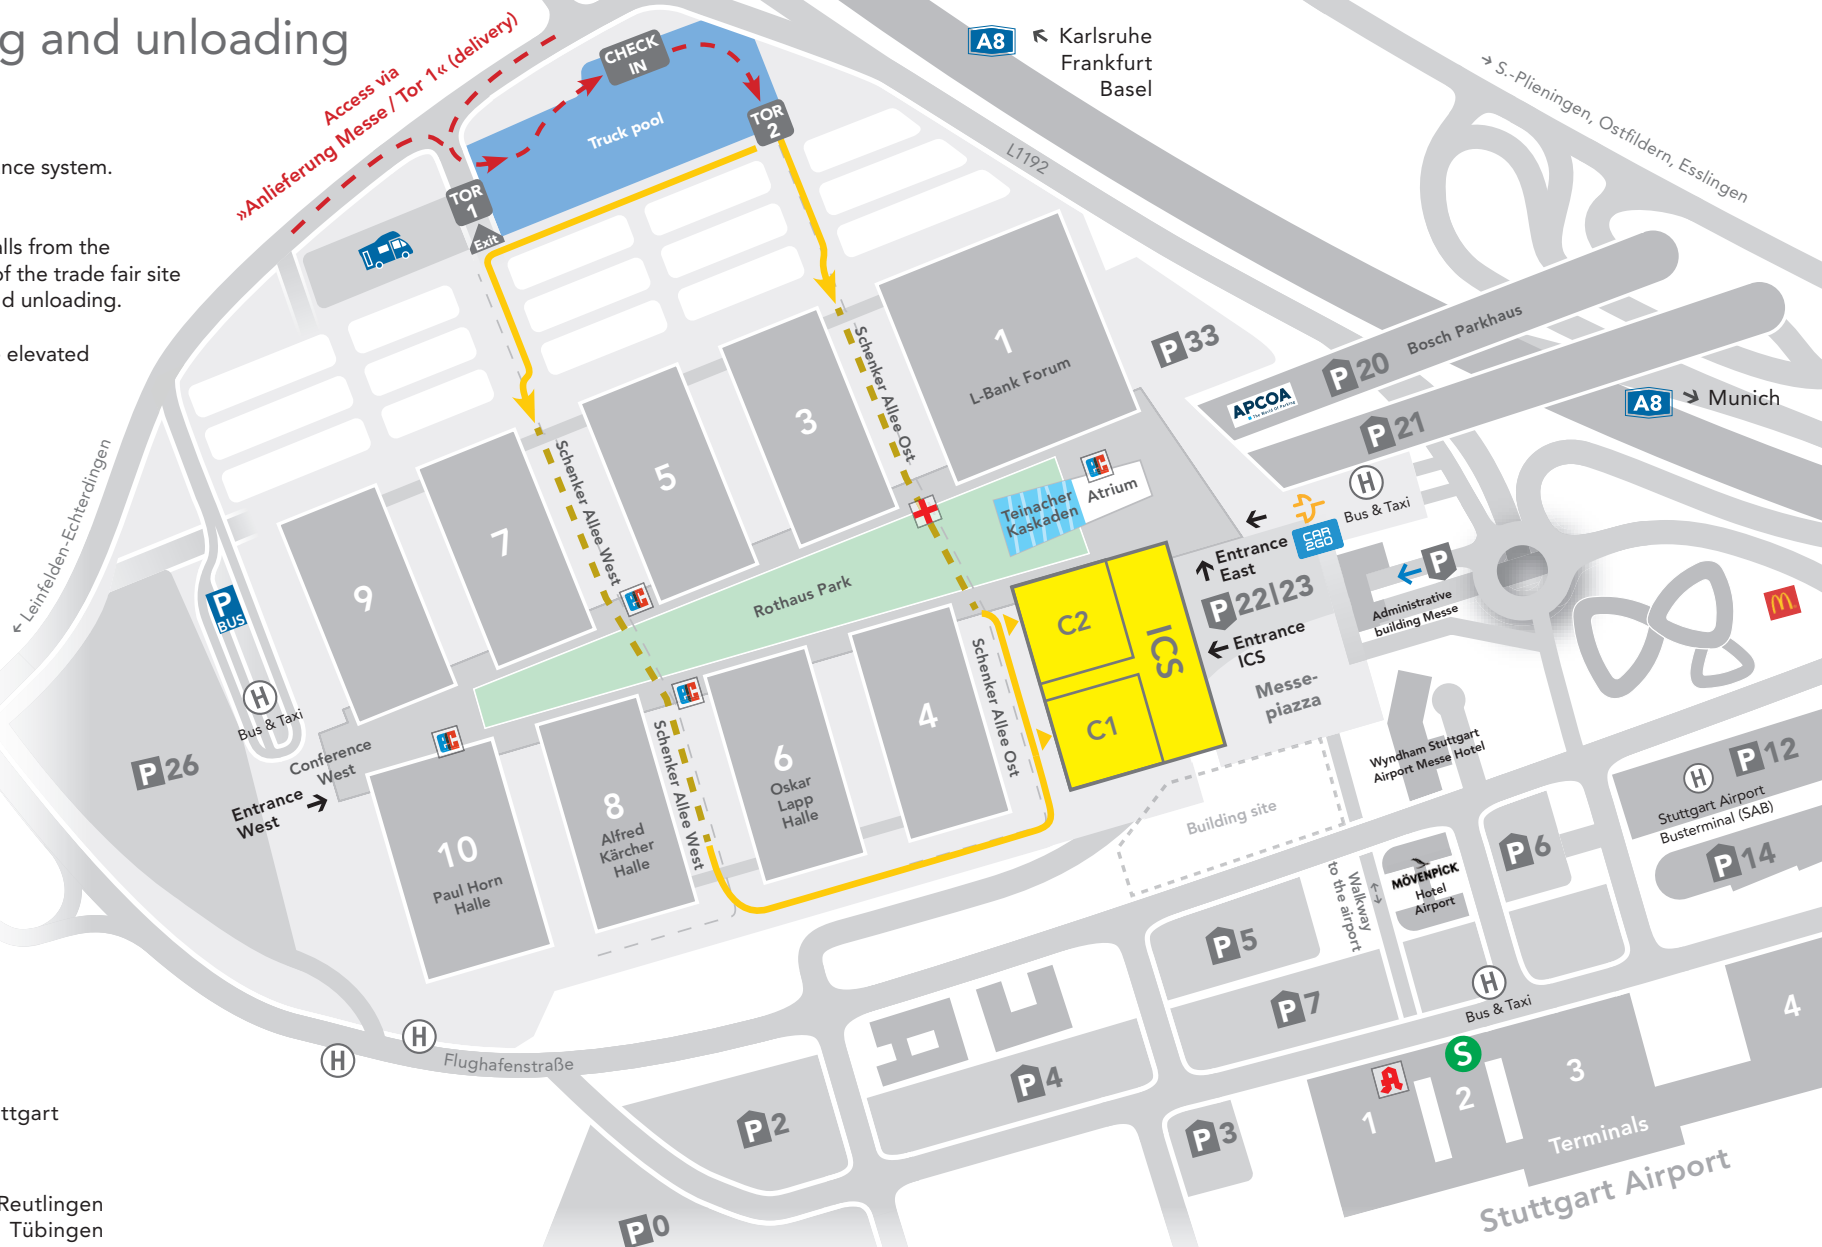 g and unloading
nce system.
alls from the
of the trade fair site
d unloading.
elevated
Access via
»Anlieferung Messe / Tor 1« (delivery)
CHECK
IN
Truck pool
TOR
1
TOR
2
Exit
A8
Karlsruhe
Frankfurt
Basel
L1192
S.-Plieningen, Ostfildern, Esslingen
Leinfelden-Echterdingen
A8
Munich
Bosch Parkhaus
APCOA
P20
P21
P33
1
L-Bank Forum
3
5
7
9
Schenker Allee Ost
Schenker Allee West
Teinacher
Kaskaden
Atrium
EC
H
Bus & Taxi
CAR
2GO
Entrance
East
P22/23
Entrance
ICS
P
Administrative
building Messe
Rothaus Park
EC
EC
EC
P
BUS
H
Bus & Taxi
P26
Conference
West
Entrance
West
10
Paul Horn
Halle
8
Alfred
Kärcher
Halle
Schenker Allee West
6
Oskar
Lapp
Halle
4
Schenker Allee Ost
C2
C1
ICS
Messe-
piazza
Building site
Wyndham Stuttgart
Airport Messe Hotel
H
P12
Stuttgart Airport
Busterminal (SAB)
P14
P6
MÖVENPICK
Hotel
Airport
Walkway
to the airport
P5
P7
H
Bus & Taxi
S
1
2
3
4
Terminals
Stuttgart Airport
P3
P4
P2
P0
H
H
Flughafenstraße
ttgart
Reutlingen
Tübingen